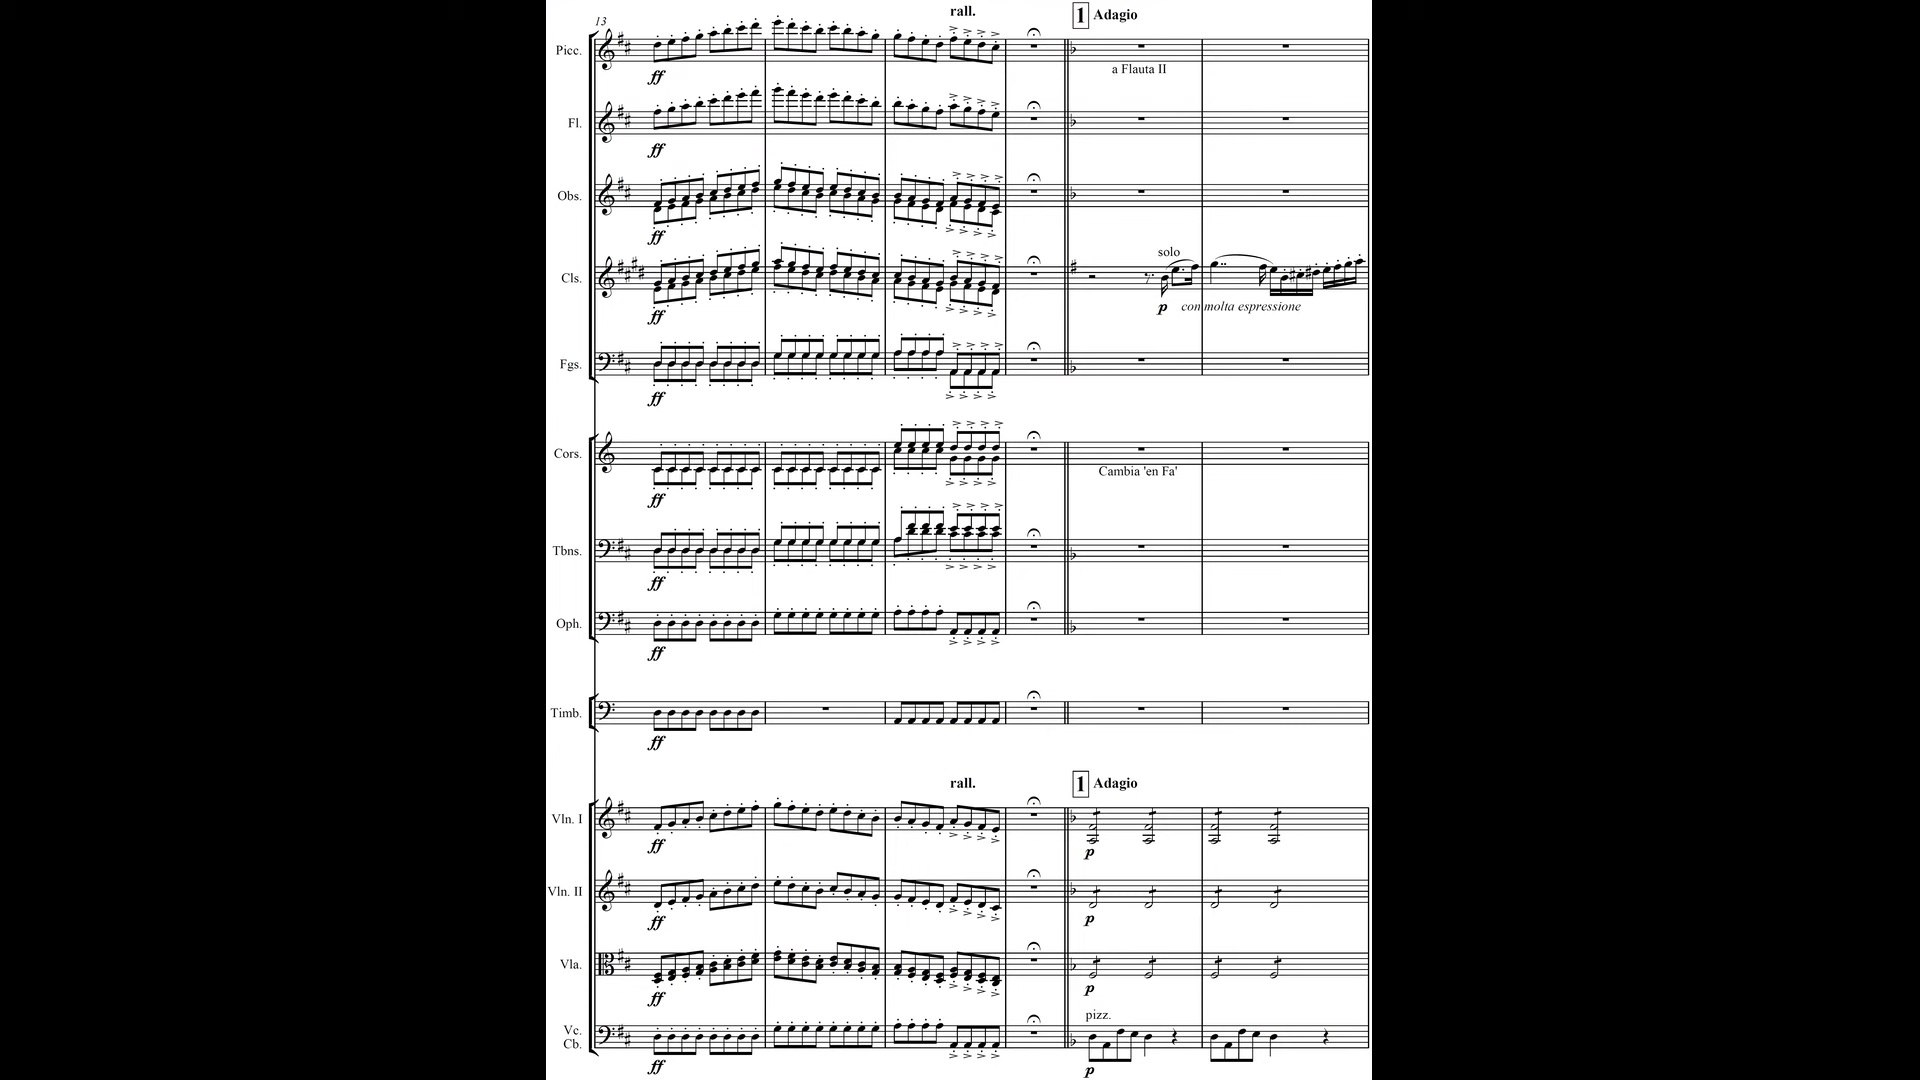 rall.
1 Adagio
13
Picc.
a Flauta II
ff
Fl.
ff
Obs.
ff
solo
Cls.
p con molta espressione
ff
Fgs.
ff
Cors.
Cambia 'en Fa'
ff
Tbns.
ff
Oph.
ff
Timb.
ff
rall.
1 Adagio
Vln. I
ff
p
Vln. II
ff
p
Vla.
ff
p
pizz.
Vc.
Cb.
ff
p